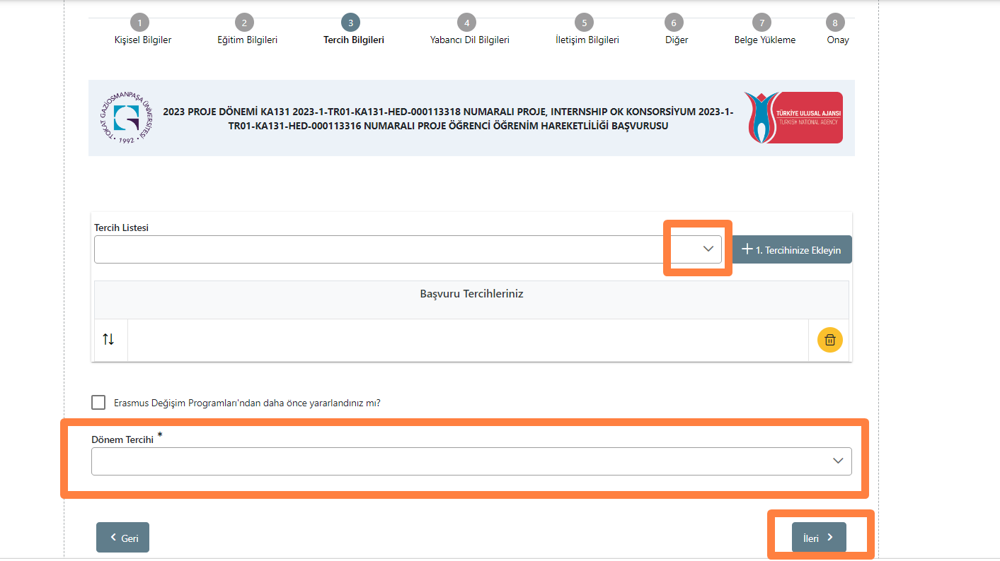 1 2 3 4 5 6 7 8
Kişisel Bilgiler Eğitim Bilgileri Tercih Bilgileri Yabancı Dil Bilgileri İletişim Bilgileri Diğer Belge Yükleme Onay
TOKAT GAZİOSMANPAŞA ÜNİVERSİTESİ
• 1992 •
2023 PROJE DÖNEMİ KA131 2023-1-TR01-KA131-HED-000113318 NUMARALI PROJE, INTERNSHIP OK KONSORSİYUM 2023-1-
TR01-KA131-HED-000113316 NUMARALI PROJE ÖĞRENCİ ÖĞRENİM HAREKETLİLİĞİ BAŞVURUSU
TÜRKİYE ULUSAL AJANSI
TURKISH NATIONAL AGENCY
Tercih Listesi
+ 1. Tercihinize Ekleyin
Başvuru Tercihleriniz
Erasmus Değişim Programları'ndan daha önce yararlandınız mı?
Dönem Tercihi *
Geri
İleri